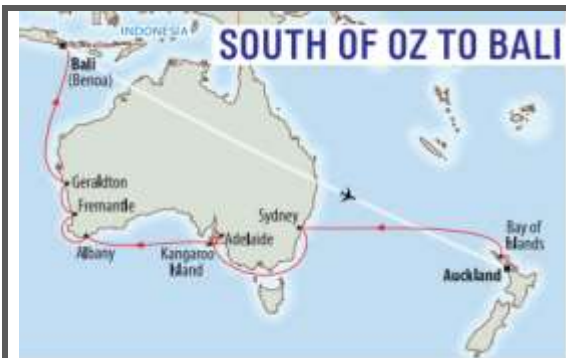 INDONESIA
SOUTH OF OZ TO BALI
Bali
(Benoa)
Geraldton
Fremantle
Albany
Kangaroo
Island
Adelaide
Sydney
Bay of
Islands
Auckland